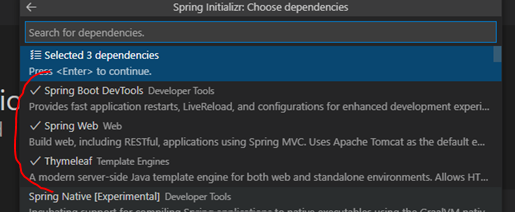 Spring Initializr: Choose dependencies
Search for dependencies.
Selected 3 dependencies
Press <Enter> to continue.
Spring Boot DevTools Developer Tools
Provides fast application restarts, LiveReload, and configurations for enhanced development experi...
Spring Web Web
Build web, including RESTful, applications using Spring MVC. Uses Apache Tomcat as the default e...
Thymeleaf Template Engines
A modern server-side Java template engine for both web and standalone environments. Allows HT...
Spring Native [Experimental] Developer Tools
Incubating support for compiling Spring applications to native executables using the GraalVM native